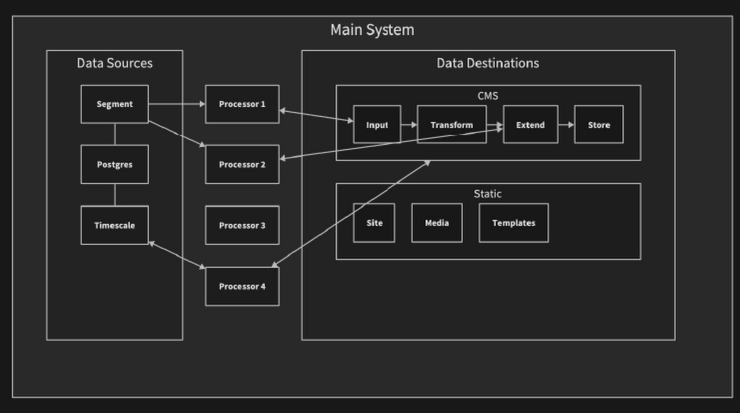 Main System
Data Sources
Data Destinations
CMS
Segment
Processor 1
Input
Transform
Extend
Store
Postgres
Processor 2
Static
Timescale
Processor 3
Site
Media
Templates
Processor 4